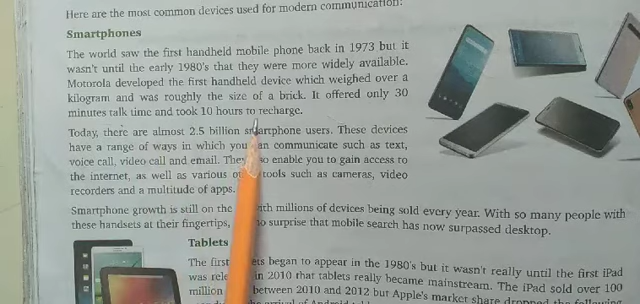 Here are the most common devices used for modern communication:
Smartphones
The world saw the first handheld mobile phone back in 1973 but it
wasn't until the early 1980's that they were more widely available.
Motorola developed the first handheld device which weighed over a
kilogram and was roughly the size of a brick. It offered only 30
minutes talk time and took 10 hours to recharge.
Today, there are almost 2.5 billion smartphone users. These devices
have a range of ways in which you can communicate such as text,
voice call, video call and email. They so enable you to gain access to
the internet, as well as various o tools such as cameras, video
recorders and a multitude of apps.
Smartphone growth is still on the ith millions of devices being sold every year. With so many people with
these handsets at their fingertips, no surprise that mobile search has now surpassed desktop.
Tablets
The first ets began to appear in the 1980's but it wasn't really until the first iPad
was rele in 2010 that tablets really became mainstream. The iPad sold over 100
million between 2010 and 2012 but Apple's market share dropped the following
arrival of